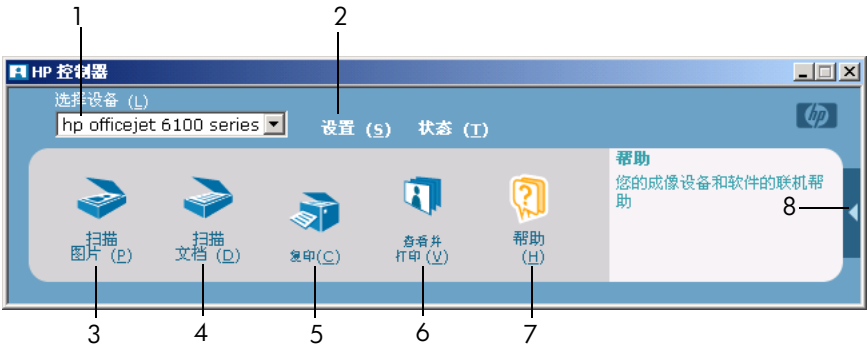 1
2
HP 控制器
选择设备 (L)
hp officejet 6100 series
设置 (S) 状态 (T)
hp
帮助
您的成像设备和软件的联机帮
助
8
扫描
图片 (P)
扫描
文档 (D)
复印(C)
查看并
打印 (V)
帮助
(H)
3
4
5
6
7